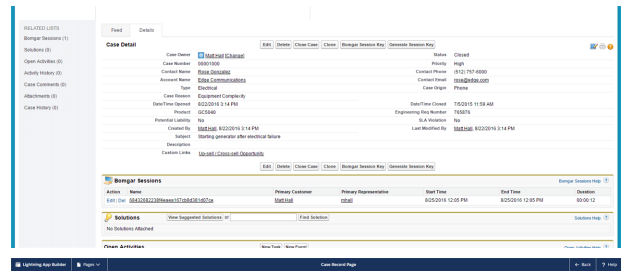 RELATED LISTS
Bomgar Sessions (1)
Solutions (0)
Open Activities (0)
Activity History (0)
Case Comments (0)
Attachments (0)
Case History (0)
Feed Details
Case Detail Edit Delete Close Case Clone Bomgar Session Key Generate Session Key
Case Owner Matt Hall [Change] Status Closed
Case Number 00001000 Priority High
Contact Name Rose Gonzalez Contact Phone (512) 757-6000
Account Name Edge Communications Contact Email rose@edge.com
Type Electrical Case Origin Phone
Case Reason Equipment Complexity
Date/Time Opened 8/22/2016 3:14 PM Date/Time Closed 7/5/2015 11:59 AM
Product GC5040 Engineering Req Number 765876
Potential Liability No SLA Violation No
Created By Matt Hall, 8/22/2016 3:14 PM Last Modified By Matt Hall, 8/22/2016 3:14 PM
Subject Starting generator after electrical failure
Description
Custom Links Up-sell / Cross-sell Opportunity
Edit Delete Close Case Clone Bomgar Session Key Generate Session Key
Bomgar Sessions Bomgar Sessions Help ?
Action Name Primary Customer Primary Representative Start Time End Time Duration
Edit | Del Matt Hall mhall 8/25/2016 12:05 PM 8/25/2016 12:05 PM 00:00:12
Solutions View Suggested Solutions or Find Solution Solutions Help ?
No Solutions Attached
Open Activities New Task New Event Open Activities Help ?
Lightning App Builder Pages Case Record Page ← Back ? Help